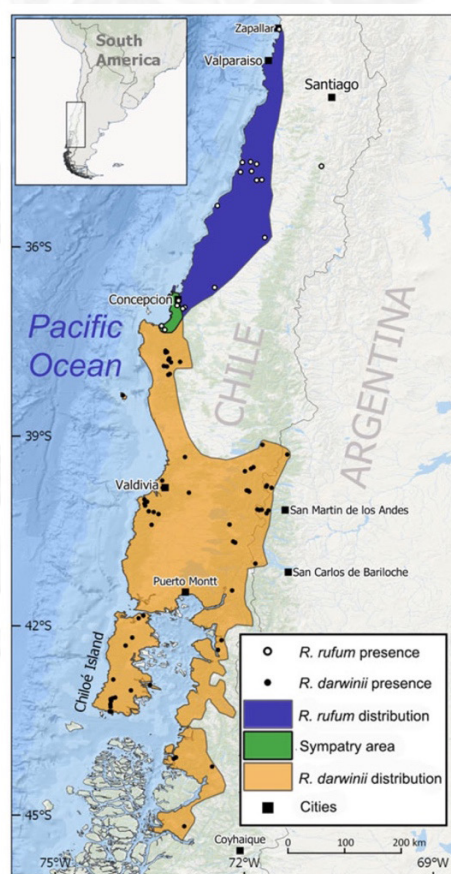 South
America
Zapallar
Valparaiso
Santiago
36°S
Concepcion
Pacific
Ocean
CHILE
ARGENTINA
39°S
Valdivia
San Martin de los Andes
San Carlos de Bariloche
Puerto Montt
42°S
Chiloé Island
R. rufum presence
R. darwinii presence
R. rufum distribution
Sympatry area
R. darwinii distribution
Cities
45°S
Coyhaique
0 100 200 km
75°W 72°W 69°W